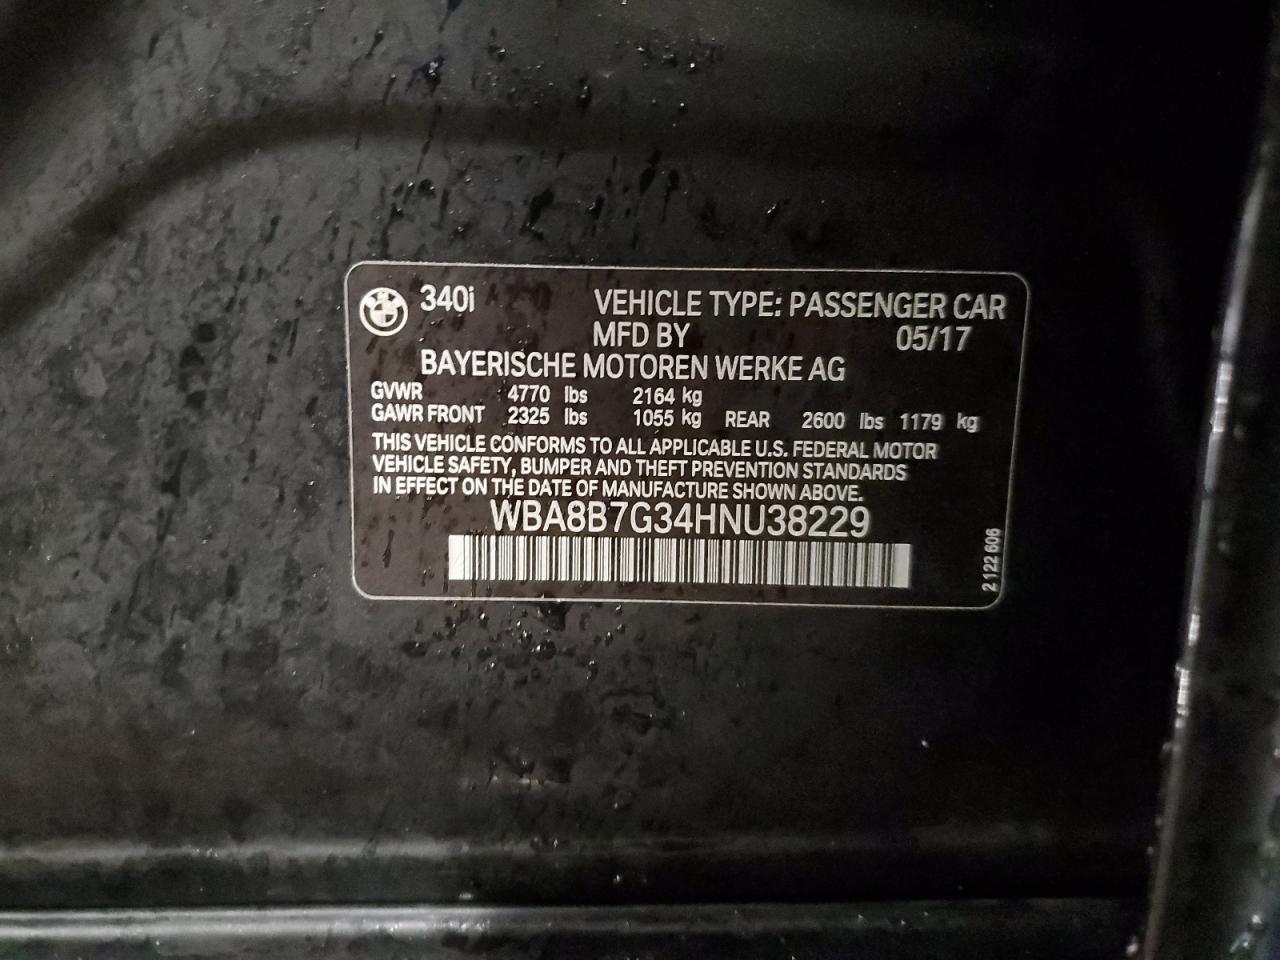 340i VEHICLE TYPE: PASSENGER CAR
MFD BY 05/17
BAYERISCHE MOTOREN WERKE AG
GVWR 4770 lbs 2164 kg
GAWR FRONT 2325 lbs 1055 kg REAR 2600 lbs 1179 kg
THIS VEHICLE CONFORMS TO ALL APPLICABLE U.S. FEDERAL MOTOR
VEHICLE SAFETY, BUMPER AND THEFT PREVENTION STANDARDS
IN EFFECT ON THE DATE OF MANUFACTURE SHOWN ABOVE.
WBA8B7G34HNU38229
2 122 606